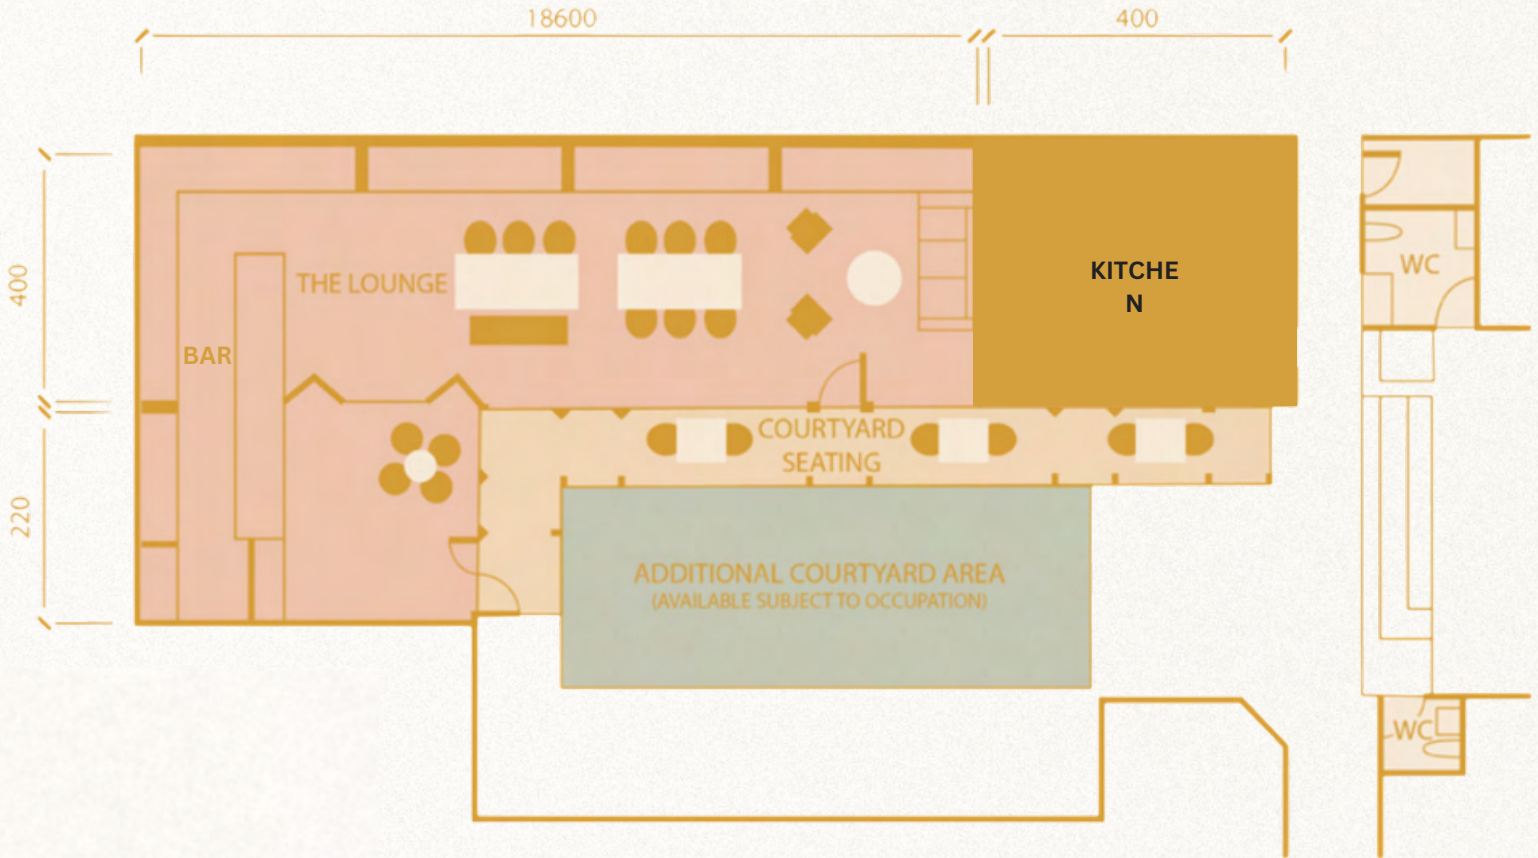 18600
400
400
220
THE LOUNGE
BAR
KITCHE
N
WC
COURTYARD
SEATING
ADDITIONAL COURTYARD AREA
(AVAILABLE SUBJECT TO OCCUPATION)
WC